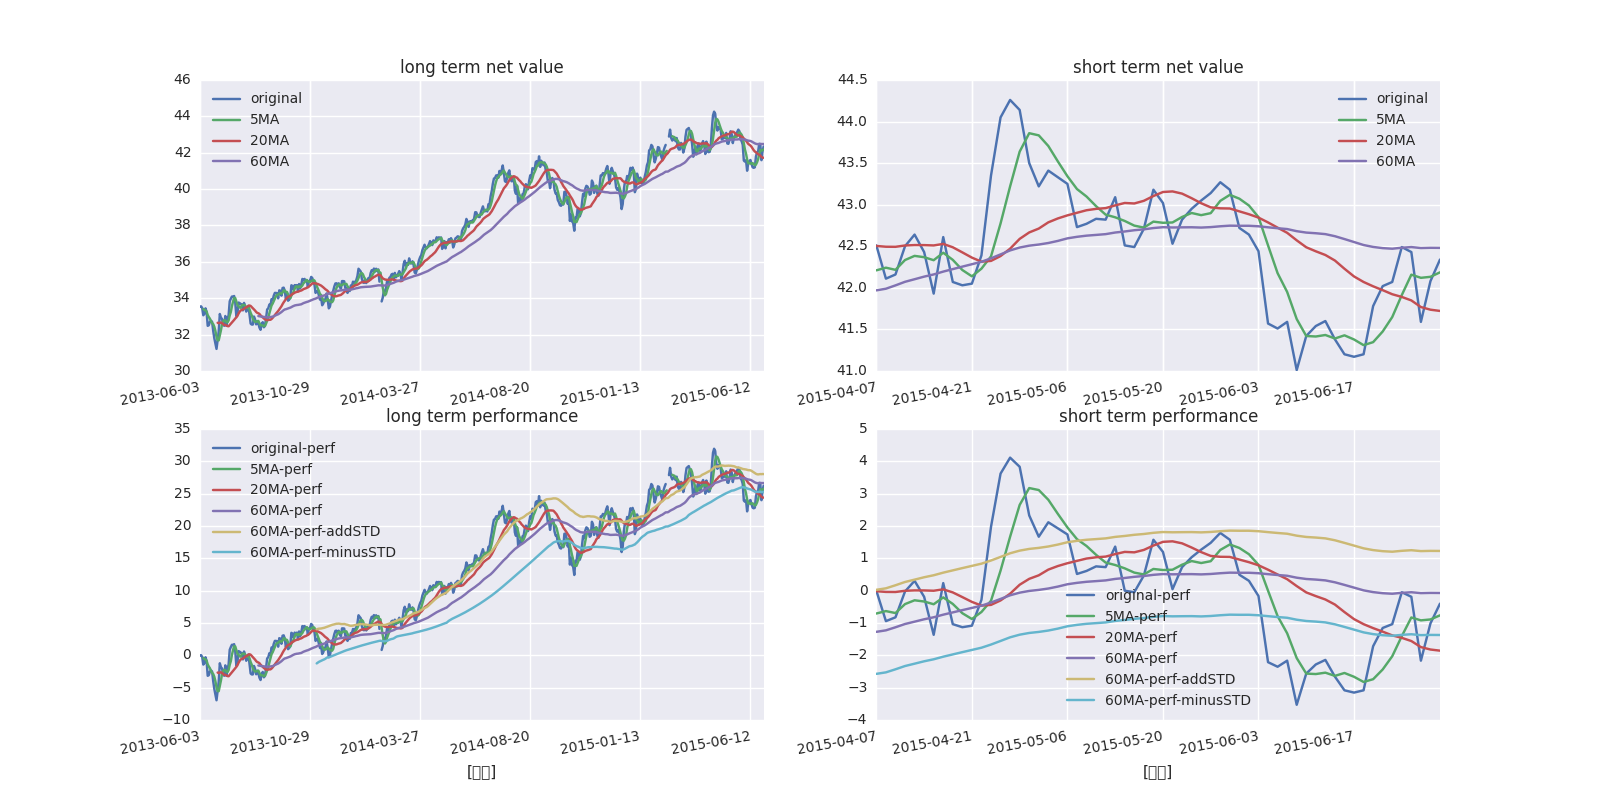 long term net value
46
44
42
40
38
36
34
32
30
original
5MA
20MA
60MA
2013-06-03
2013-10-29
2014-03-27
2014-08-20
2015-01-13
2015-06-12
short term net value
44.5
44.0
43.5
43.0
42.5
42.0
41.5
41.0
original
5MA
20MA
60MA
2015-04-07
2015-04-21
2015-05-06
2015-05-20
2015-06-03
2015-06-17
long term performance
35
30
25
20
15
10
5
0
−5
−10
original-perf
5MA-perf
20MA-perf
60MA-perf
60MA-perf-addSTD
60MA-perf-minusSTD
2013-06-03
2013-10-29
2014-03-27
2014-08-20
2015-01-13
2015-06-12
short term performance
5
4
3
2
1
0
−1
−2
−3
−4
original-perf
5MA-perf
20MA-perf
60MA-perf
60MA-perf-addSTD
60MA-perf-minusSTD
2015-04-07
2015-04-21
2015-05-06
2015-05-20
2015-06-03
2015-06-17